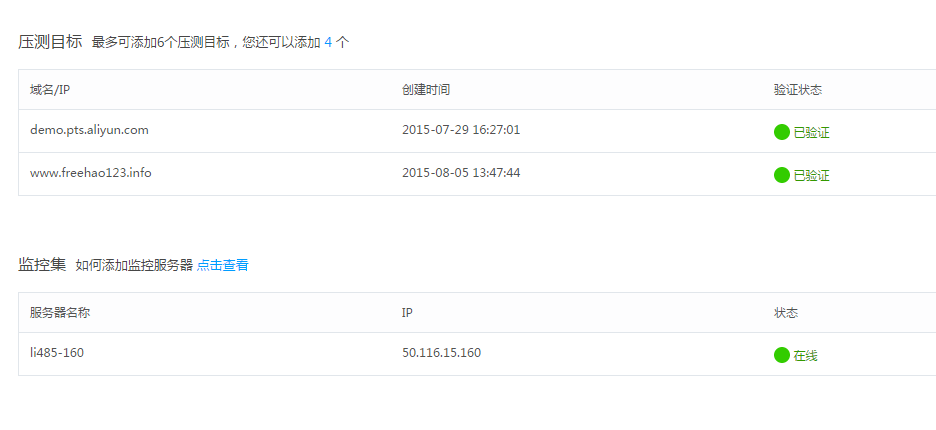 压测目标 最多可添加6个压测目标，您还可以添加 4 个
域名/IP 创建时间 验证状态
demo.pts.aliyun.com 2015-07-29 16:27:01 已验证
www.freehao123.info 2015-08-05 13:47:44 已验证
监控集 如何添加监控服务器 点击查看
服务器名称 IP 状态
li485-160 50.116.15.160 在线